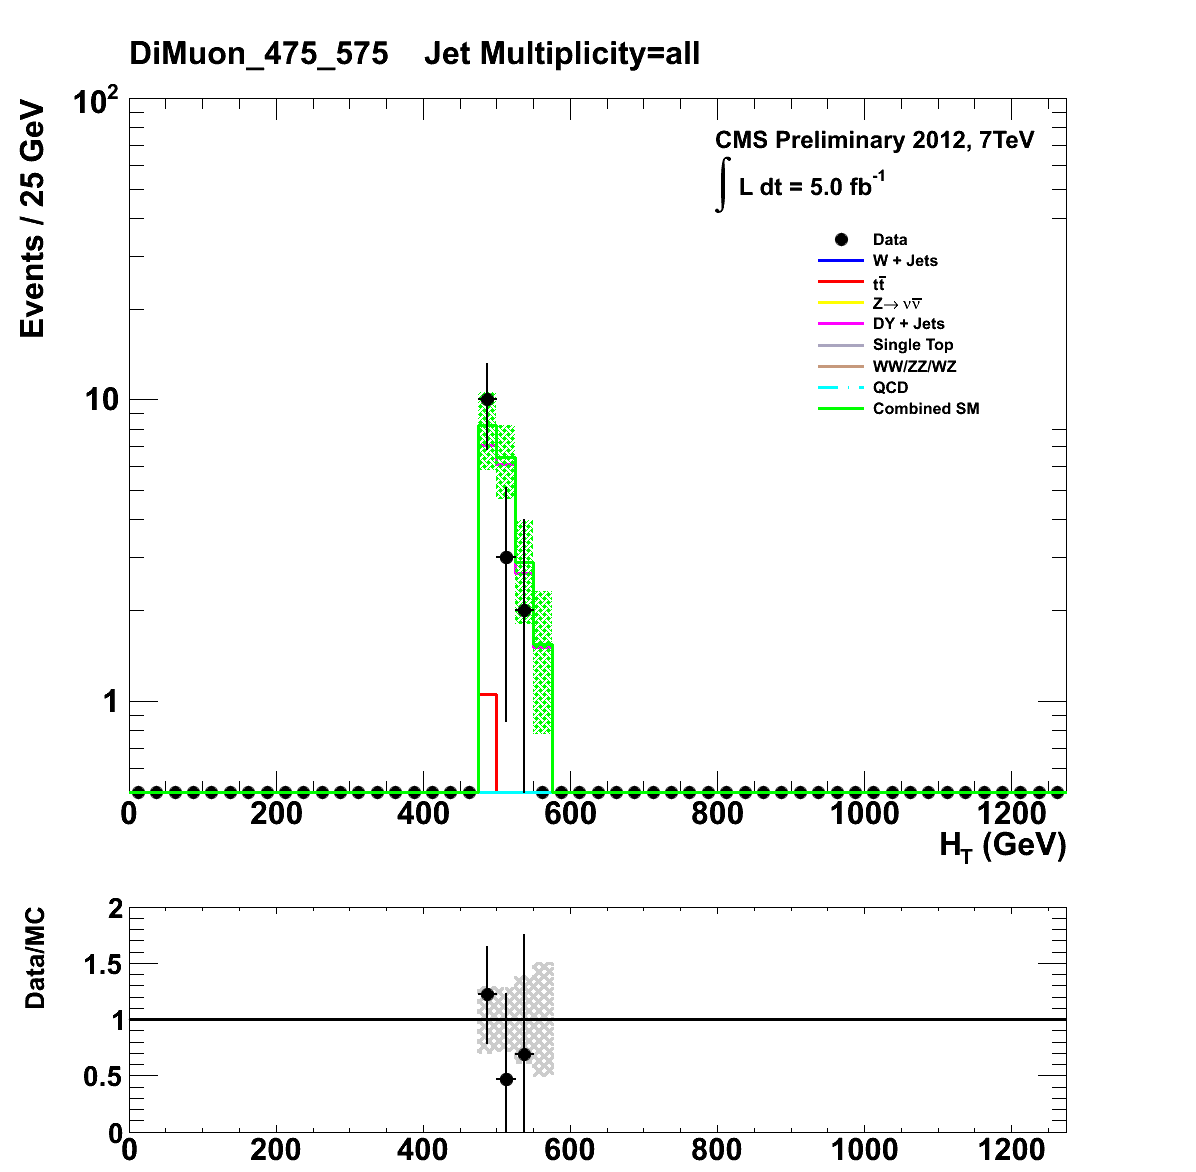 DiMuon_475_575 Jet Multiplicity=all
Events / 25 GeV
10²
10
1
CMS Preliminary 2012, 7TeV
∫ L dt = 5.0 fb⁻¹
Data
W + Jets
tt̅
Z→ νν̅
DY + Jets
Single Top
WW/ZZ/WZ
QCD
Combined SM
0 200 400 600 800 1000 1200
H_T (GeV)
Data/MC
2
1.5
1
0.5
0
0 200 400 600 800 1000 1200